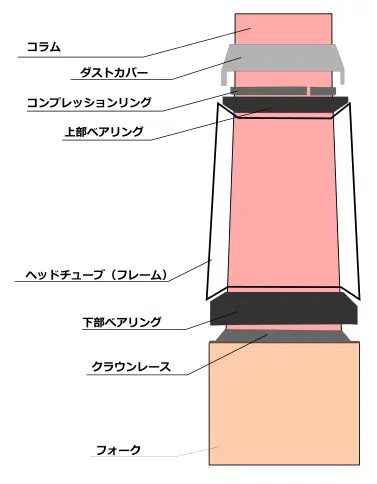 コラム
ダストカバー
コンプレッションリング
上部ベアリング
ヘッドチューブ（フレーム）
下部ベアリング
クラウンレース
フォーク